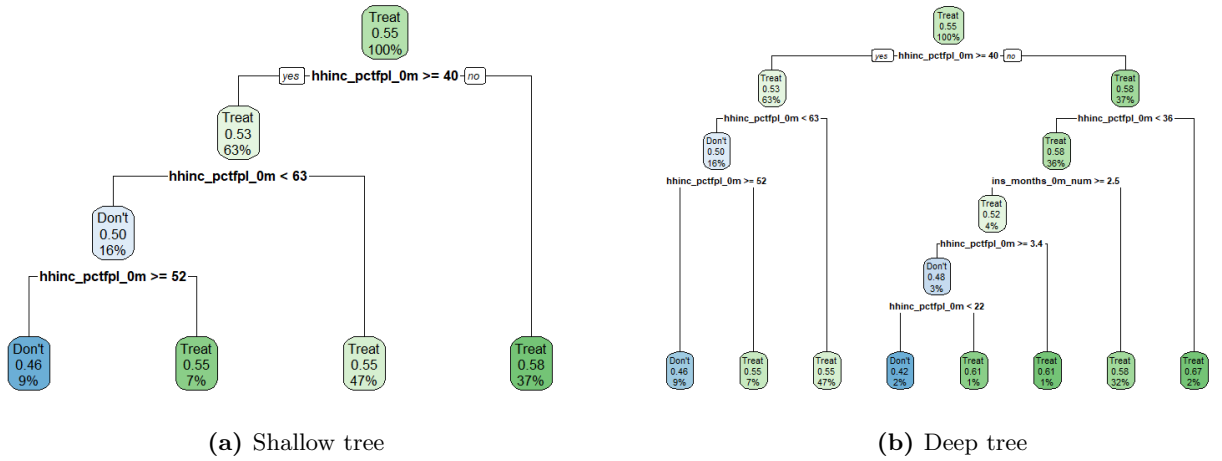 Treat
0.55
100%
yes hhinc_pctfpl_0m >= 40 no
Treat
0.53
63%
hhinc_pctfpl_0m < 63
Don't
0.50
16%
hhinc_pctfpl_0m >= 52
Don't
0.46
9%
Treat
0.55
7%
Treat
0.55
47%
Treat
0.58
37%
(a) Shallow tree
Treat
0.55
100%
yes hhinc_pctfpl_0m >= 40 no
Treat
0.53
63%
Treat
0.58
37%
hhinc_pctfpl_0m < 63
hhinc_pctfpl_0m < 36
Don't
0.50
16%
Treat
0.58
36%
hhinc_pctfpl_0m >= 52
ins_months_0m_num >= 2.5
Treat
0.52
4%
hhinc_pctfpl_0m >= 3.4
Don't
0.48
3%
hhinc_pctfpl_0m < 22
Don't
0.46
9%
Treat
0.55
7%
Treat
0.55
47%
Don't
0.42
2%
Treat
0.61
1%
Treat
0.61
1%
Treat
0.58
32%
Treat
0.67
2%
(b) Deep tree